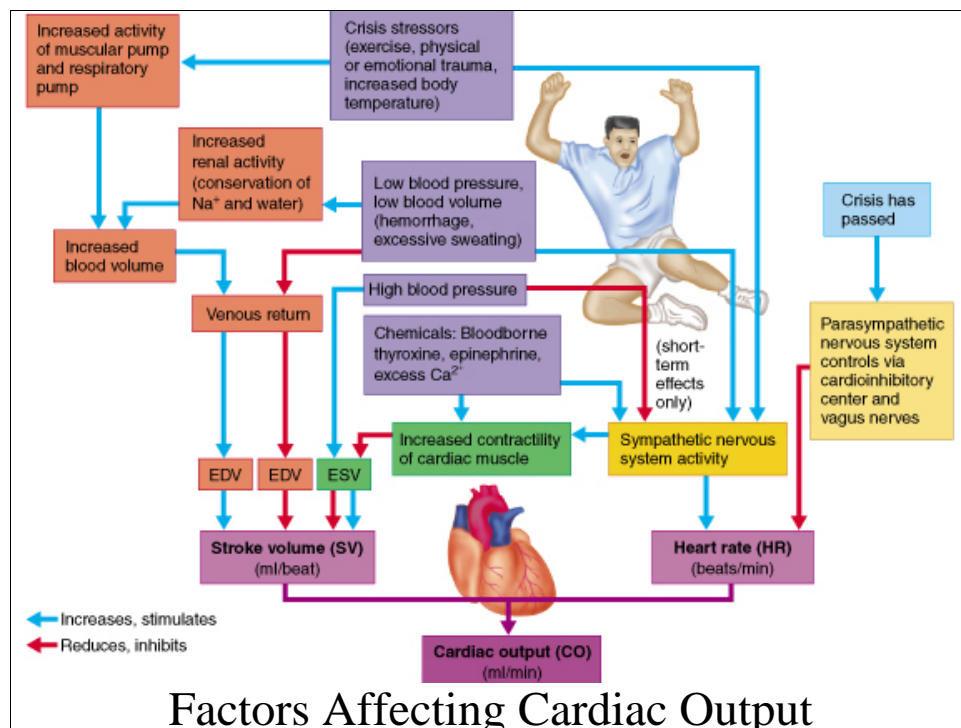 Increased activity
of muscular pump
and respiratory
pump
Crisis stressors
(exercise, physical
or emotional trauma,
increased body
temperature)
Increased
renal activity
(conservation of
Na⁺ and water)
Low blood pressure,
low blood volume
(hemorrhage,
excessive sweating)
Crisis has
passed
Increased
blood volume
High blood pressure
Venous return
Chemicals: Bloodborne
thyroxine, epinephrine,
excess Ca²⁺
(short-
term
effects
only)
Parasympathetic
nervous system
controls via
cardioinhibitory
center and
vagus nerves
Increased contractility
of cardiac muscle
Sympathetic nervous
system activity
EDV
EDV
ESV
Stroke volume (SV)
(ml/beat)
Heart rate (HR)
(beats/min)
Increases, stimulates
Reduces, inhibits
Cardiac output (CO)
(ml/min)
Factors Affecting Cardiac Output